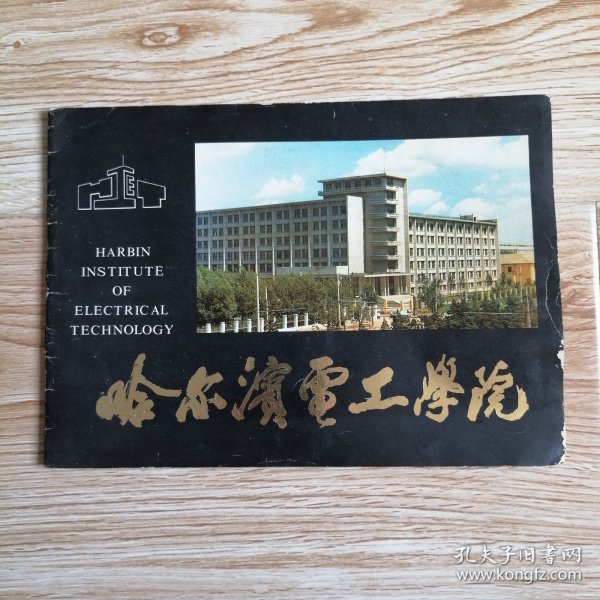 HARBIN
INSTITUTE
OF
ELECTRICAL
TECHNOLOGY
哈尔濱電工學院
孔夫子旧书网
www.kongfz.com